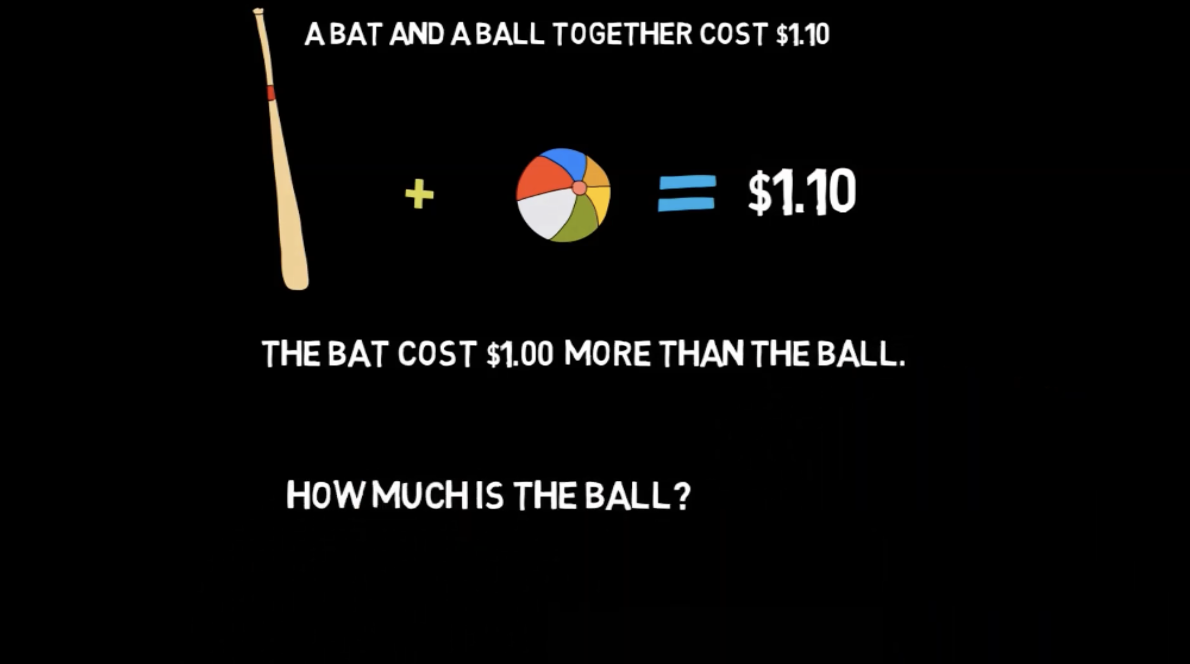 A BAT AND A BALL TOGETHER COST $1.10
+ = $1.10
THE BAT COST $1.00 MORE THAN THE BALL.
HOW MUCH IS THE BALL?